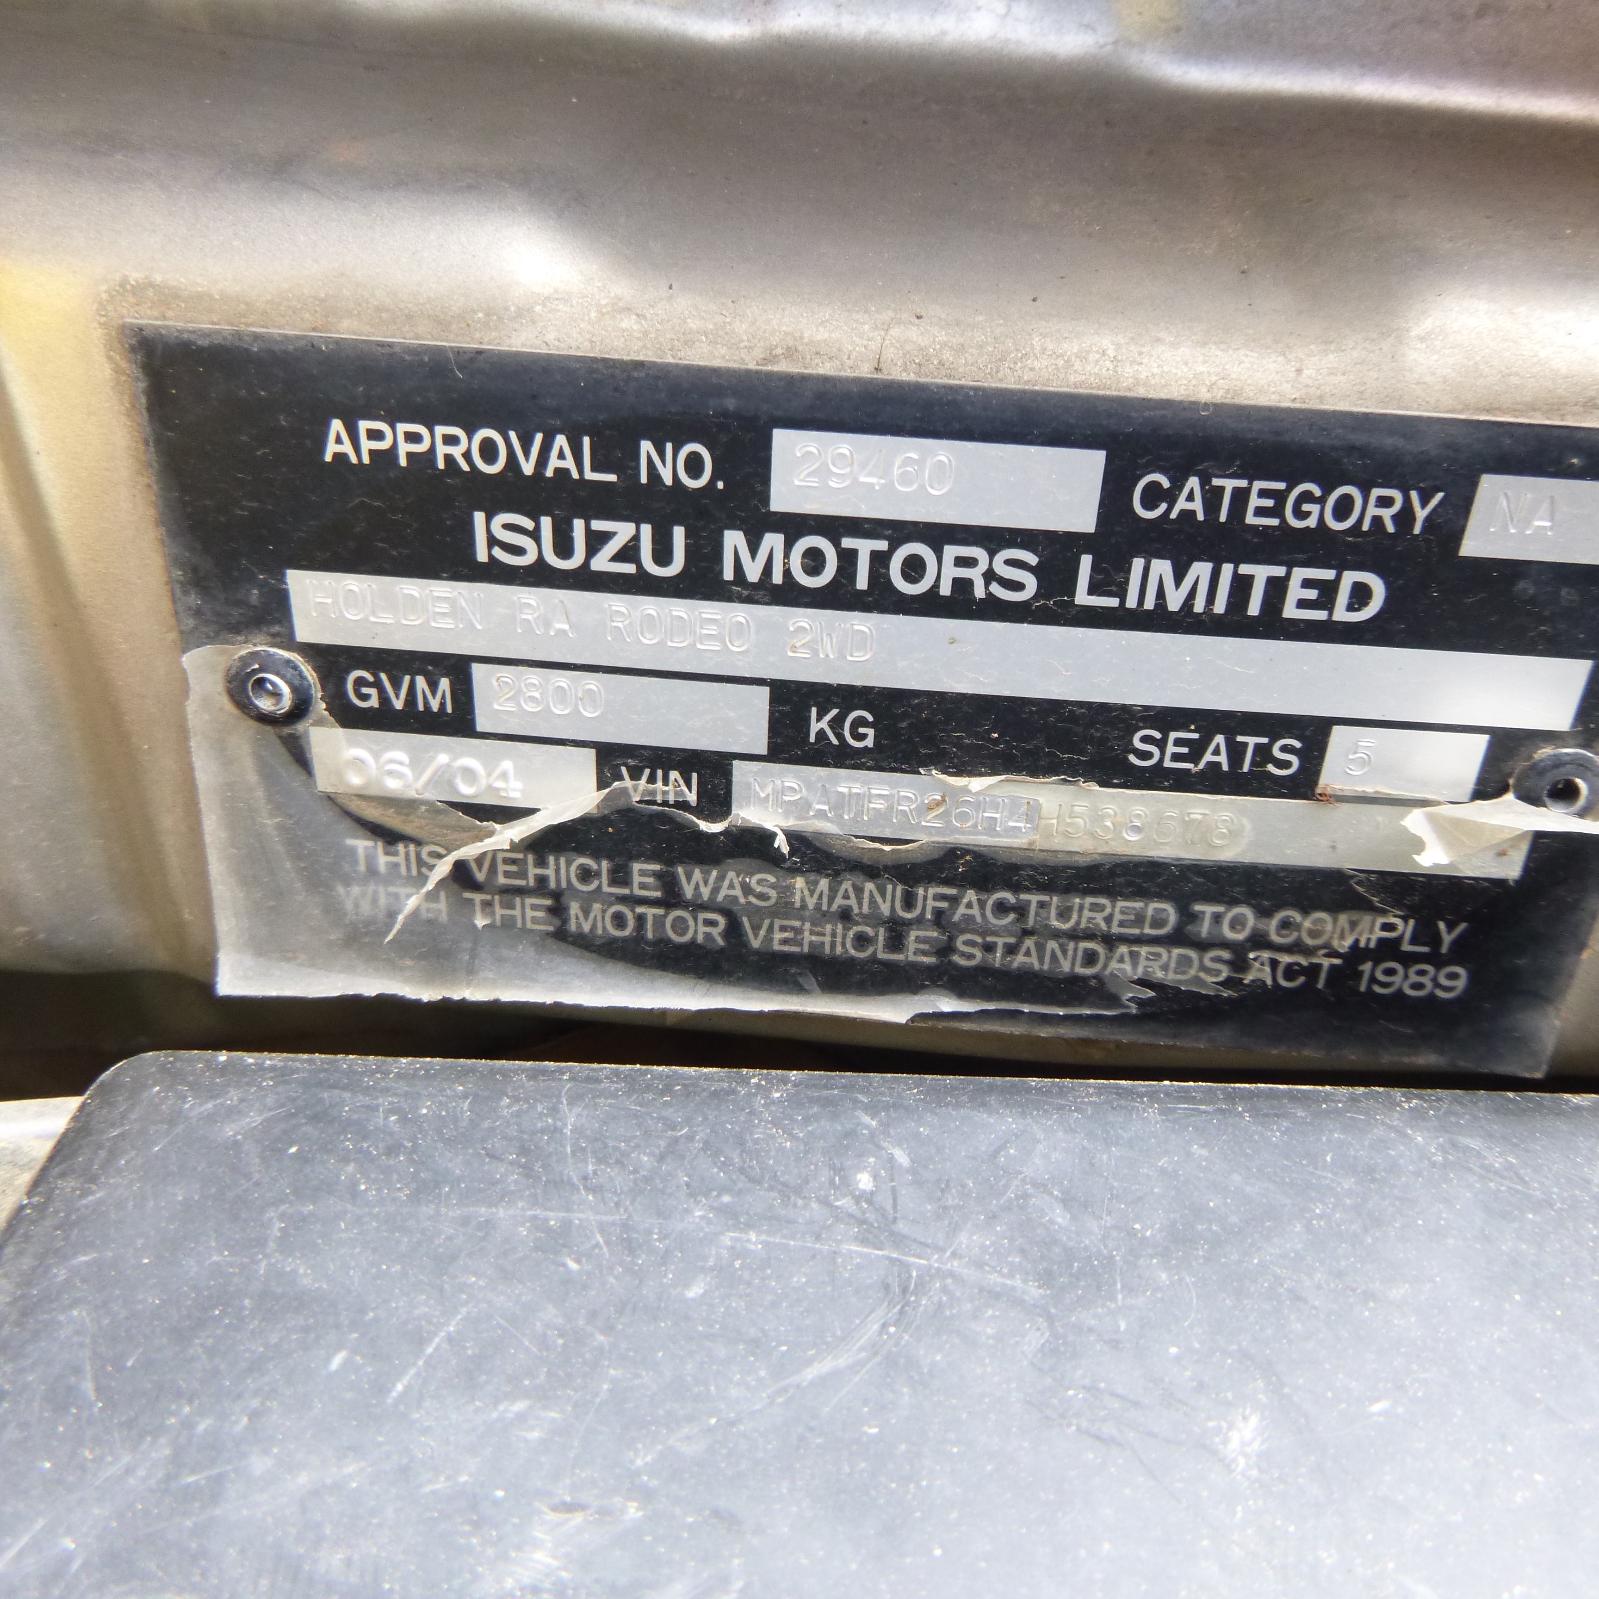 APPROVAL NO. 29460 CATEGORY NA
ISUZU MOTORS LIMITED
HOLDEN RA RODEO 2WD
GVM 2800 KG SEATS 5
06/04 VIN MPATFR26H4H538678
THIS VEHICLE WAS MANUFACTURED TO COMPLY
WITH THE MOTOR VEHICLE STANDARDS ACT 1989